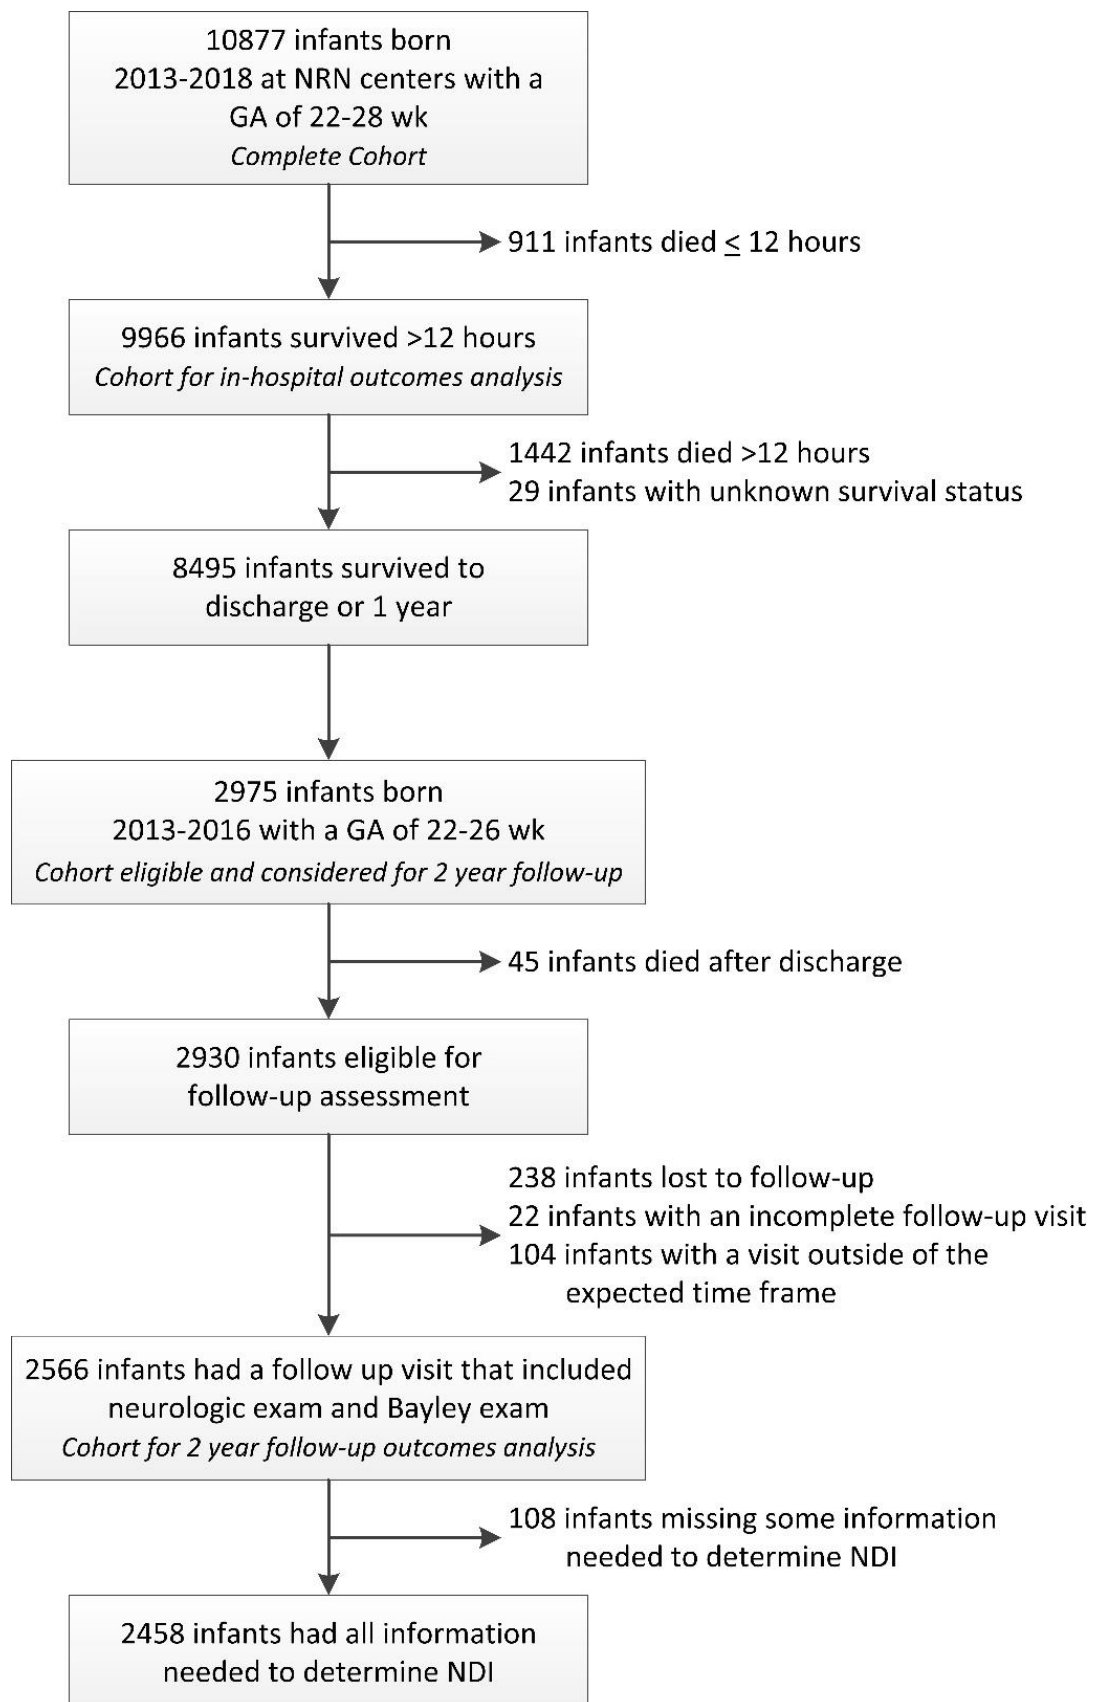 10877 infants born
2013-2018 at NRN centers with a
GA of 22-28 wk
Complete Cohort
911 infants died ≤ 12 hours
9966 infants survived >12 hours
Cohort for in-hospital outcomes analysis
1442 infants died >12 hours
29 infants with unknown survival status
8495 infants survived to
discharge or 1 year
2975 infants born
2013-2016 with a GA of 22-26 wk
Cohort eligible and considered for 2 year follow-up
45 infants died after discharge
2930 infants eligible for
follow-up assessment
238 infants lost to follow-up
22 infants with an incomplete follow-up visit
104 infants with a visit outside of the
expected time frame
2566 infants had a follow up visit that included
neurologic exam and Bayley exam
Cohort for 2 year follow-up outcomes analysis
108 infants missing some information
needed to determine NDI
2458 infants had all information
needed to determine NDI